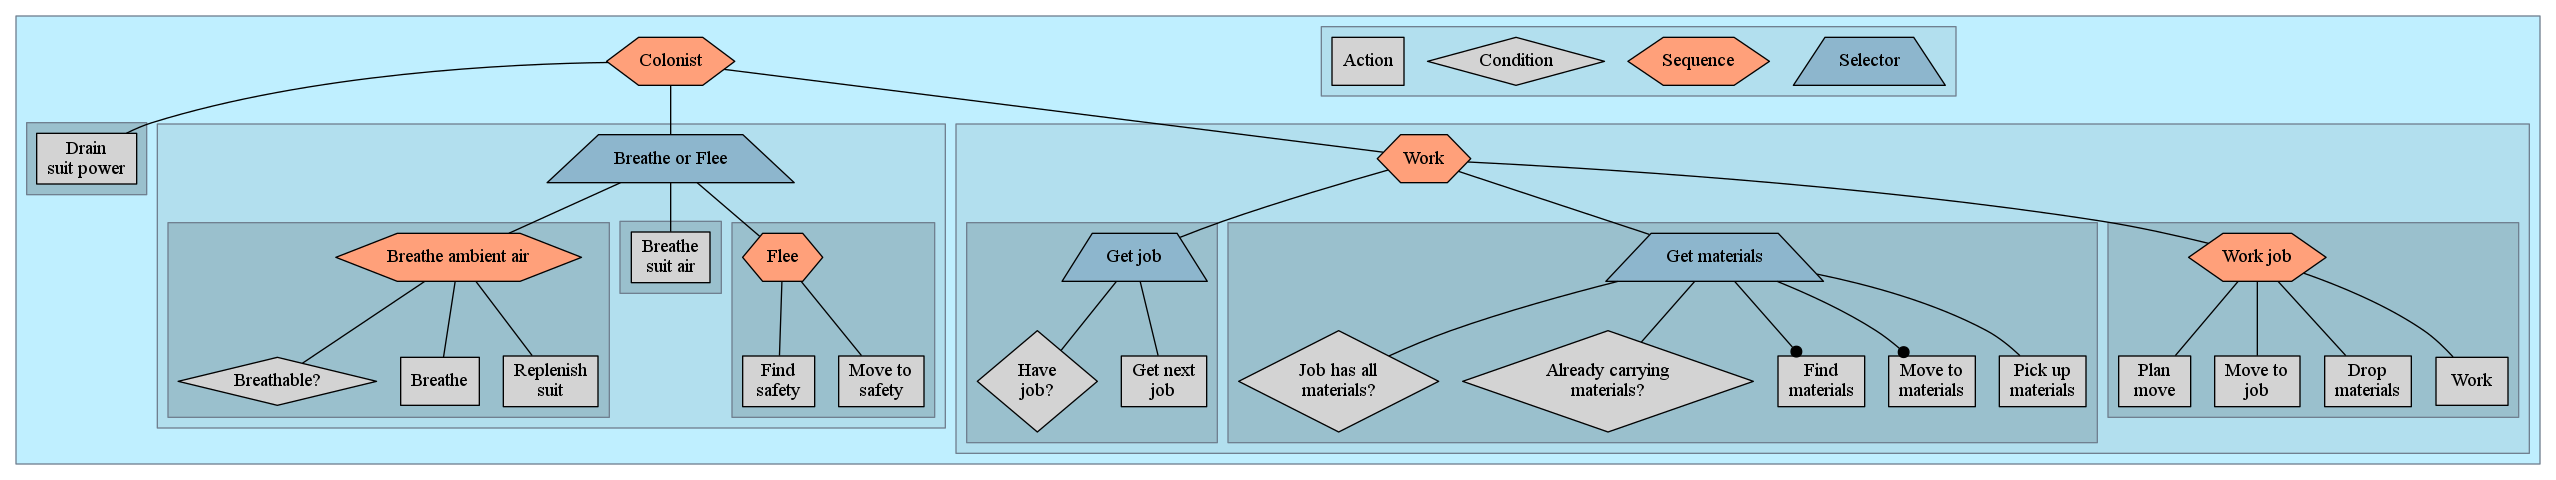 Colonist
Action
Condition
Sequence
Selector
Drain
suit power
Breathe or Flee
Work
Breathe ambient air
Breathe
suit air
Flee
Get job
Get materials
Work job
Breathable?
Breathe
Replenish
suit
Find
safety
Move to
safety
Have
job?
Get next
job
Job has all
materials?
Already carrying
materials?
Find
materials
Move to
materials
Pick up
materials
Plan
move
Move to
job
Drop
materials
Work